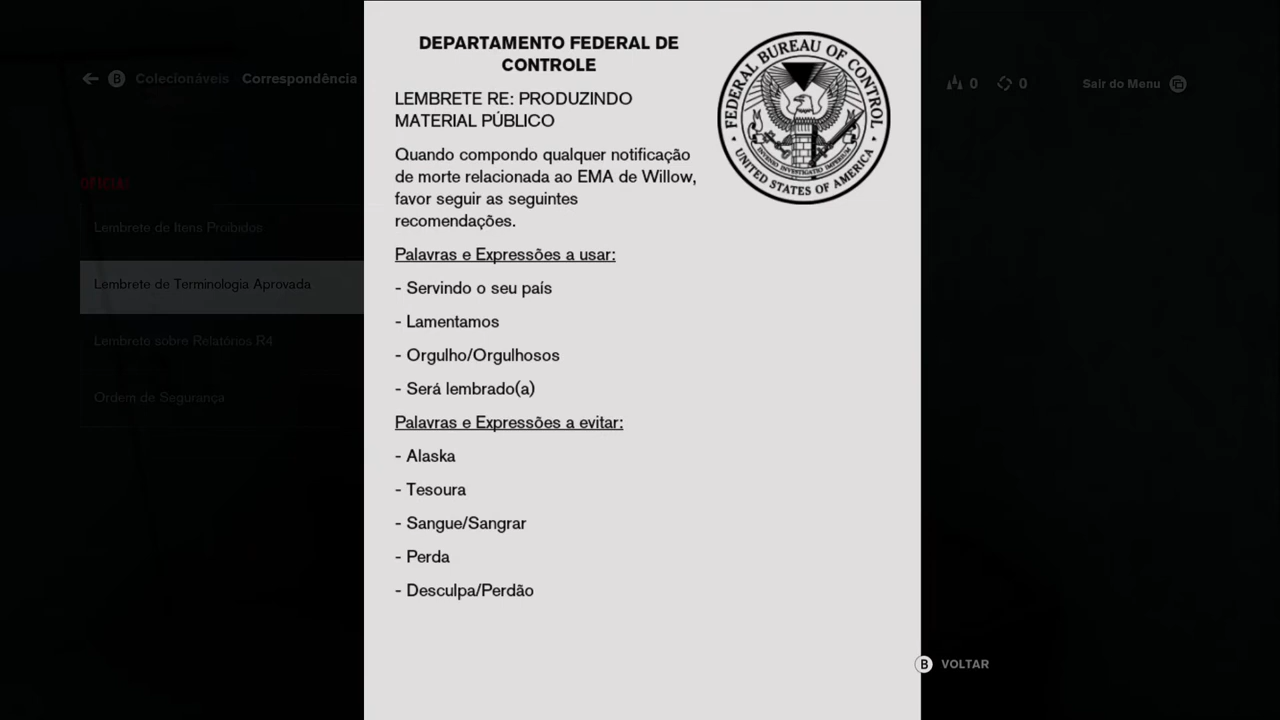 B Colecionáveis Correspondência
0 0 Sair do Menu
OFICIAL
Lembrete de Itens Proibidos
Lembrete de Terminologia Aprovada
Lembrete sobre Relatórios R4
Ordem de Segurança
DEPARTAMENTO FEDERAL DE
CONTROLE
FEDERAL BUREAU OF CONTROL
INTERNO INVESTIGATIO IMPERIUM
UNITED STATES OF AMERICA
LEMBRETE RE: PRODUZINDO
MATERIAL PÚBLICO
Quando compondo qualquer notificação
de morte relacionada ao EMA de Willow,
favor seguir as seguintes
recomendações.
Palavras e Expressões a usar:
- Servindo o seu país
- Lamentamos
- Orgulho/Orgulhosos
- Será lembrado(a)
Palavras e Expressões a evitar:
- Alaska
- Tesoura
- Sangue/Sangrar
- Perda
- Desculpa/Perdão
B VOLTAR